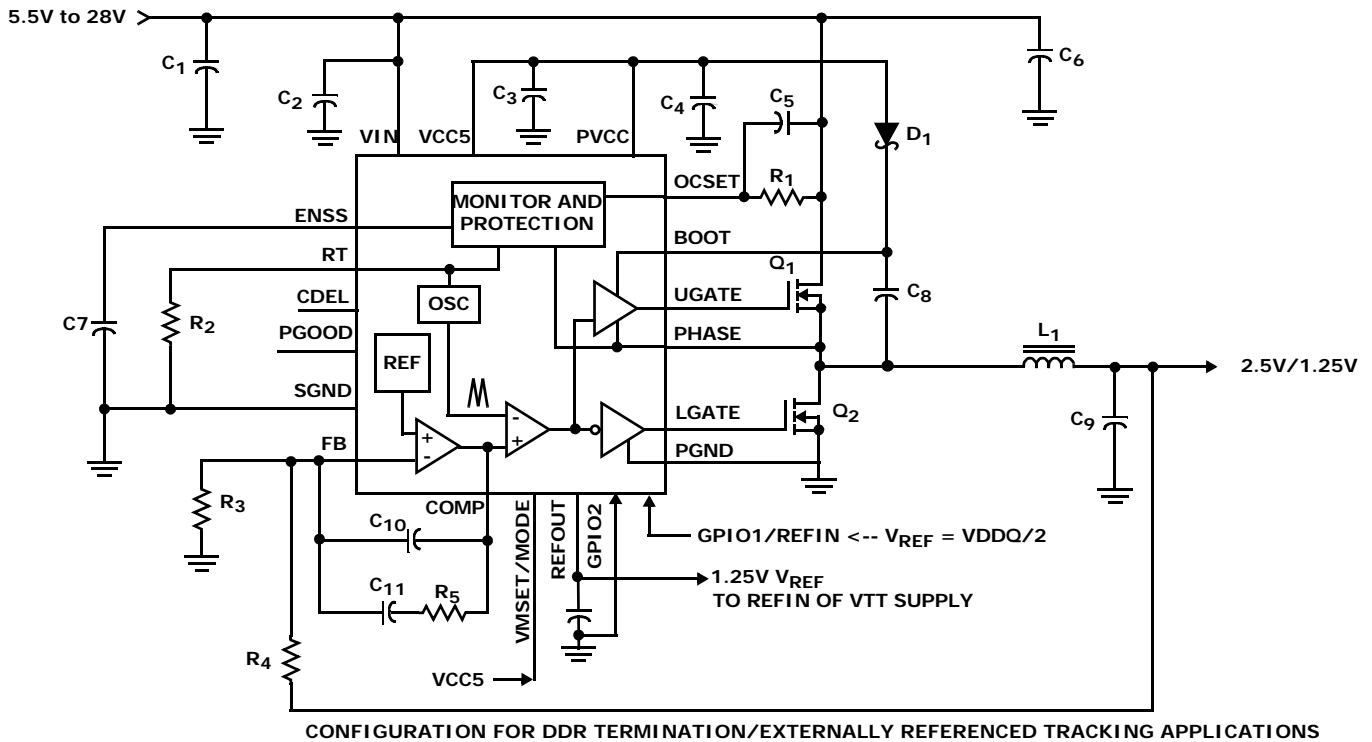 5.5V to 28V
C1
C2
C3
C4
C5
C6
VIN
VCC5
PVCC
D1
OCSET
R1
MONITOR AND
PROTECTION
ENSS
BOOT
RT
Q1
OSC
UGATE
C8
CDEL
C7
R2
PGOOD
PHASE
L1
REF
2.5V/1.25V
SGND
LGATE
Q2
C9
-
+
+
-
FB
PGND
COMP
R3
VMSET/MODE
REFOUT
GPIO2
C10
GPIO1/REFIN <-- VREF = VDDQ/2
C11
R5
1.25V VREF
TO REFIN OF VTT SUPPLY
R4
VCC5
CONFIGURATION FOR DDR TERMINATION/EXTERNALLY REFERENCED TRACKING APPLICATIONS